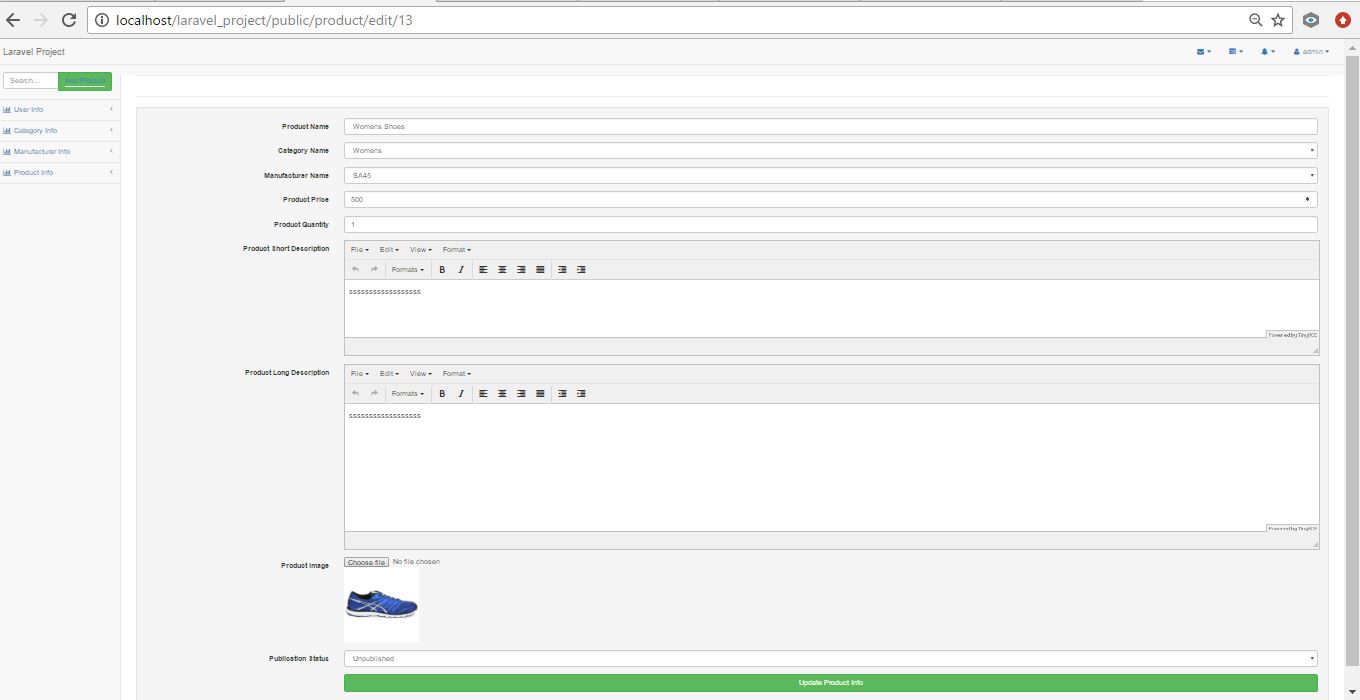 localhost/laravel_project/public/product/edit/13
Laravel Project
admin
Search...
Add Product
User Info
Category Info
Manufacturer Info
Product Info
Product Name
Womens Shoes
Category Name
Womens
Manufacturer Name
SA45
Product Price
500
Product Quantity
1
Product Short Description
File Edit View Format
Formats B I
ssssssssssssssssss
Powered by TinyMCE
Product Long Description
File Edit View Format
Formats B I
ssssssssssssssssss
Powered by TinyMCE
Product Image
Choose file No file chosen
Publication Status
Unpublished
Update Product Info